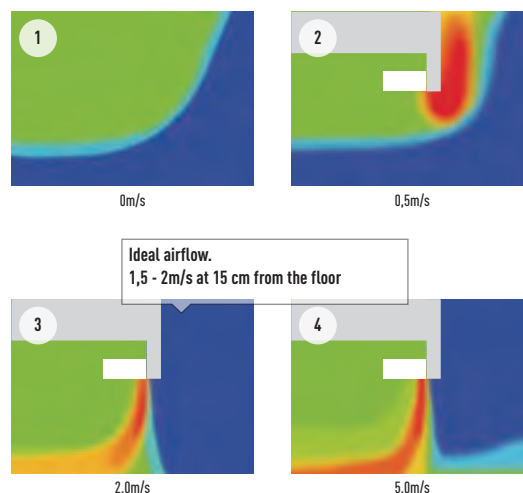 1
2
0m/s
0,5m/s
Ideal airflow.
1,5 - 2m/s at 15 cm from the floor
3
4
2.0m/s
5.0m/s